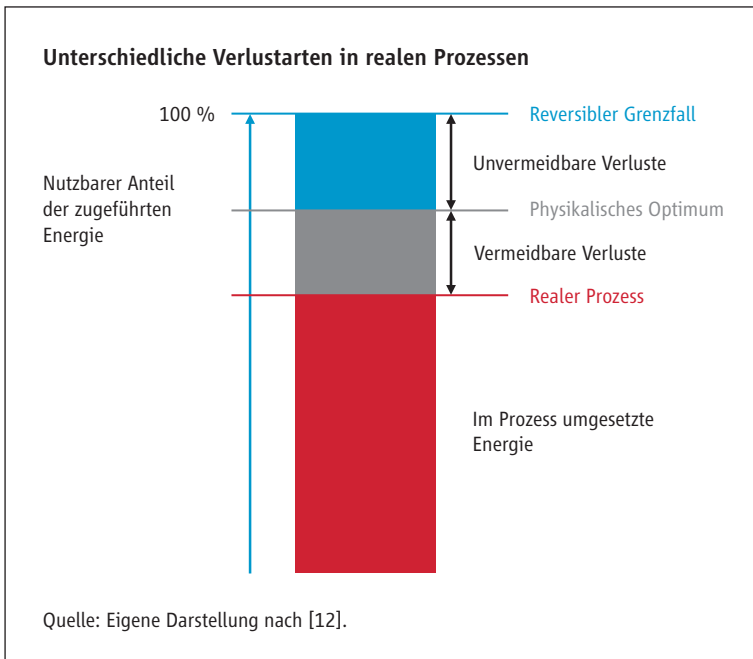 Unterschiedliche Verlustarten in realen Prozessen
100 %
Reversibler Grenzfall
Unvermeidbare Verluste
Nutzbarer Anteil
der zugeführten
Energie
Physikalisches Optimum
Vermeidbare Verluste
Realer Prozess
Im Prozess umgesetzte
Energie
Quelle: Eigene Darstellung nach [12].